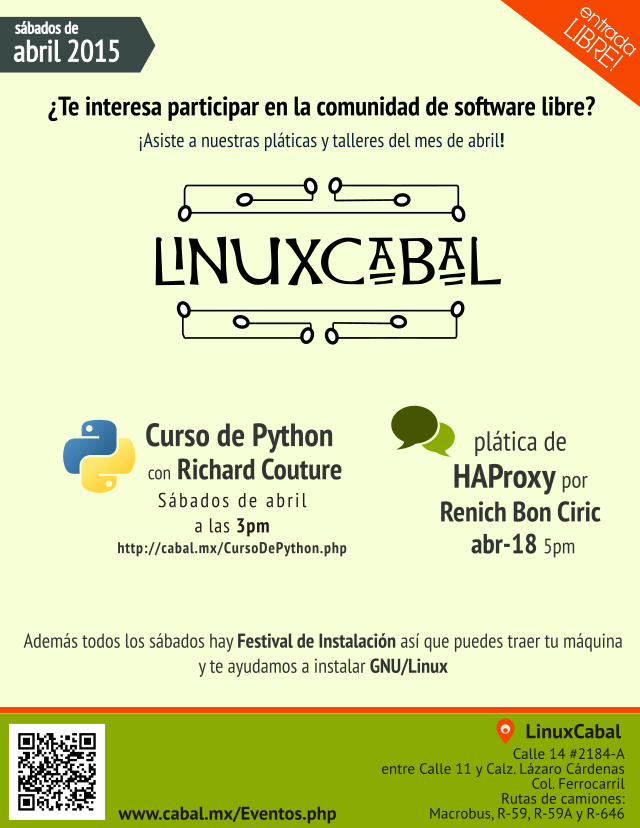 sábados de
abril 2015
entrada
LIBRE!
¿Te interesa participar en la comunidad de software libre?
¡Asiste a nuestras pláticas y talleres del mes de abril!
LINUXCABAL
Curso de Python
con Richard Couture
Sábados de abril
a las 3pm
http://cabal.mx/CursoDePython.php
plática de
HAProxy por
Renich Bon Ciric
abr-18 5pm
Además todos los sábados hay Festival de Instalación así que puedes traer tu máquina
y te ayudamos a instalar GNU/Linux
www.cabal.mx/Eventos.php
LinuxCabal
Calle 14 #2184-A
entre Calle 11 y Calz. Lázaro Cárdenas
Col. Ferrocarril
Rutas de camiones:
Macrobus, R-59, R-59A y R-646